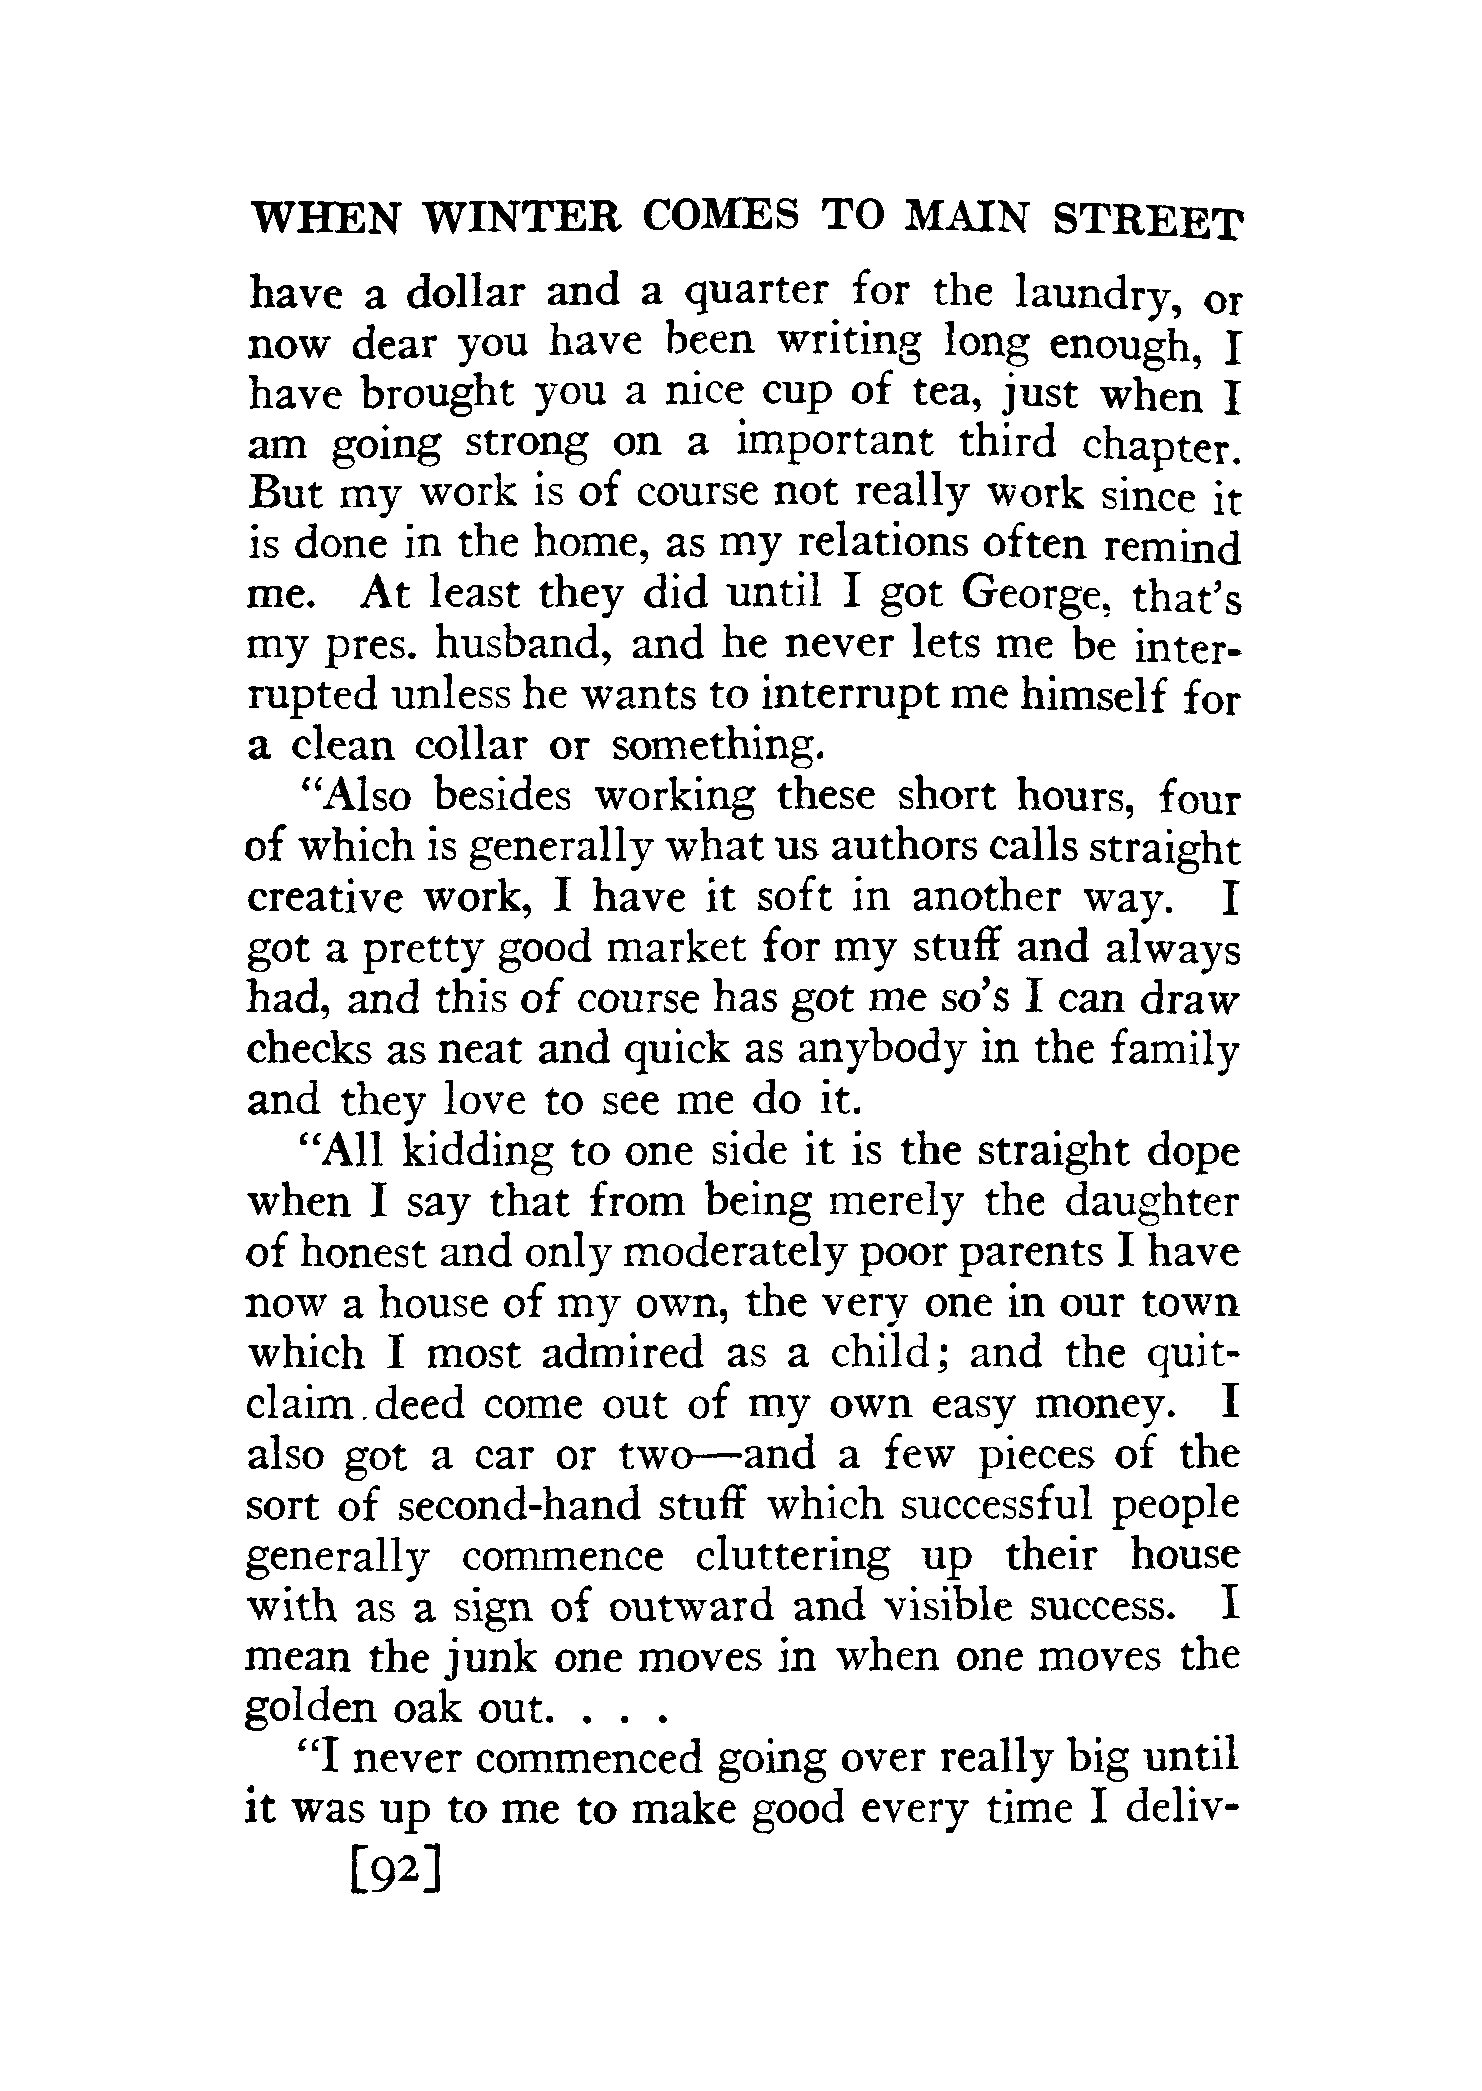 WHEN WINTER COMES TO MAIN STREET
have a dollar and a quarter for the laundry, or
now dear you have been writing long enough, I
have brought you a nice cup of tea, just when I
am going strong on a important third chapter.
But my work is of course not really work since it
is done in the home, as my relations often remind
me. At least they did until I got George, that's
my pres. husband, and he never lets me be inter-
rupted unless he wants to interrupt me himself for
a clean collar or something.
"Also besides working these short hours, four
of which is generally what us authors calls straight
creative work, I have it soft in another way. I
got a pretty good market for my stuff and always
had, and this of course has got me so's I can draw
checks as neat and quick as anybody in the family
and they love to see me do it.
"All kidding to one side it is the straight dope
when I say that from being merely the daughter
of honest and only moderately poor parents I have
now a house of my own, the very one in our town
which I most admired as a child; and the quit-
claim deed come out of my own easy money. I
also got a car or two—and a few pieces of the
sort of second-hand stuff which successful people
generally commence cluttering up their house
with as a sign of outward and visible success. I
mean the junk one moves in when one moves the
golden oak out. . . .
"I never commenced going over really big until
it was up to me to make good every time I deliv-
[92]